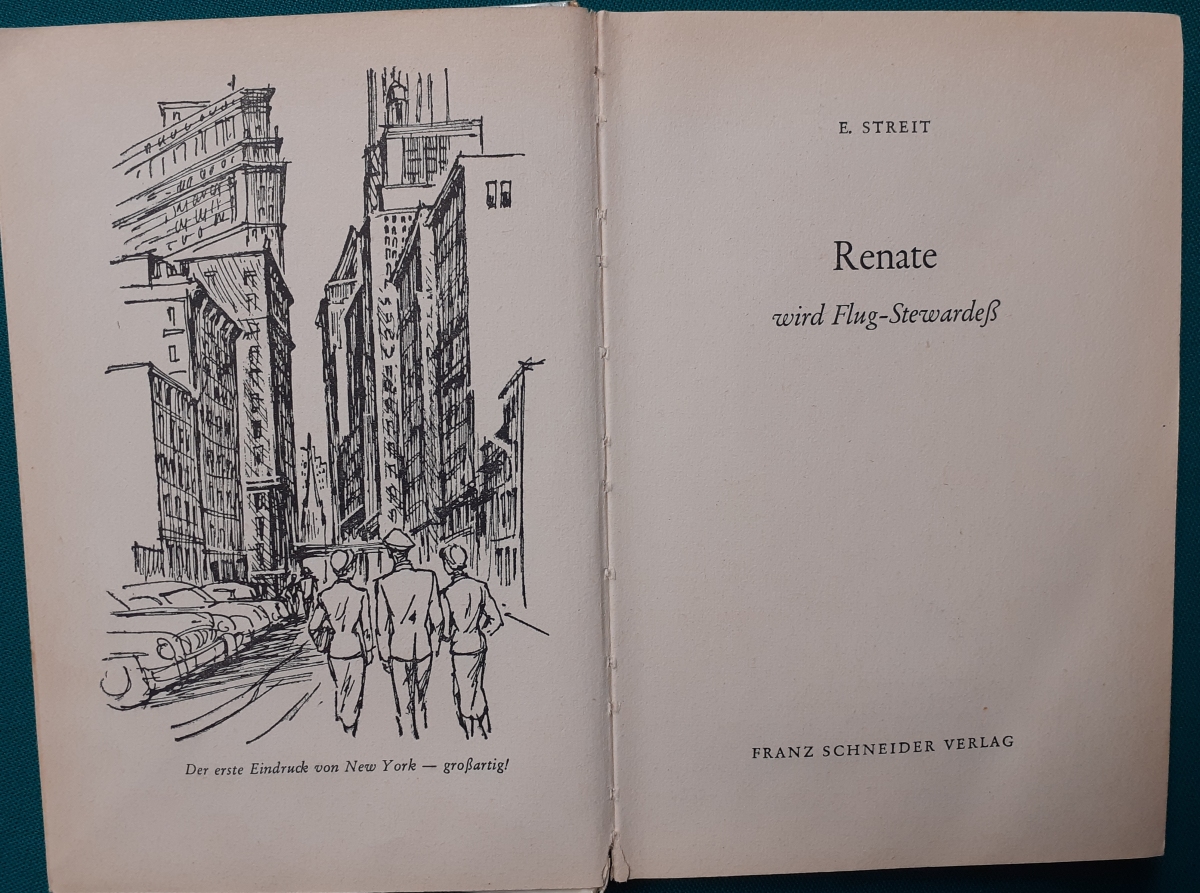 Der erste Eindruck von New York — großartig!
E. STREIT
Renate
wird Flug-Stewardeß
FRANZ SCHNEIDER VERLAG